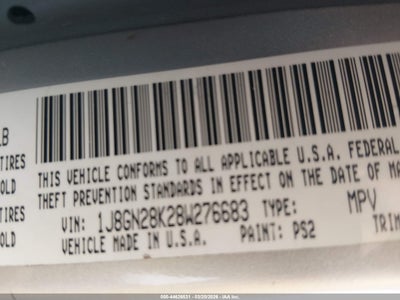 LB
TIRES
OLD
TIRES
OLD
THIS VEHICLE CONFORMS TO ALL APPLICABLE U.S.A. FEDERAL
THEFT PREVENTION STANDARDS IN EFFECT ON THE DATE OF MA
VIN: 1J8GN28K28W276683 TYPE: MPV
VEHICLE MADE IN U.S.A. PAINT: PS2 TRIM